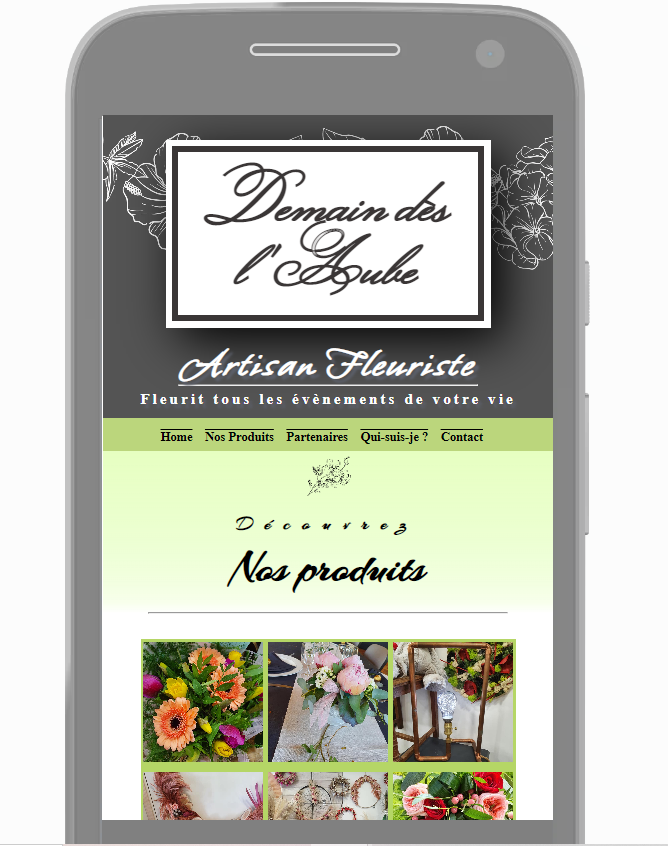 Demain dès
l'Aube
Artisan Fleuriste
Fleurit tous les évènements de votre vie
Home Nos Produits Partenaires Qui-suis-je ? Contact
Découvrez
Nos produits